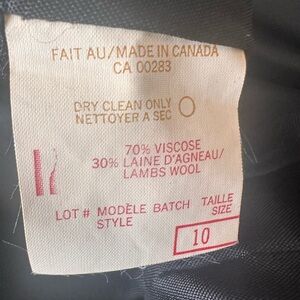 FAIT AU/MADE IN CANADA
CA 00283
DRY CLEAN ONLY
NETTOYER A SEC
70% VISCOSE
30% LAINE D'AGNEAU/
LAMBS WOOL
LOT # MODÈLE BATCH TAILLE
STYLE SIZE
10